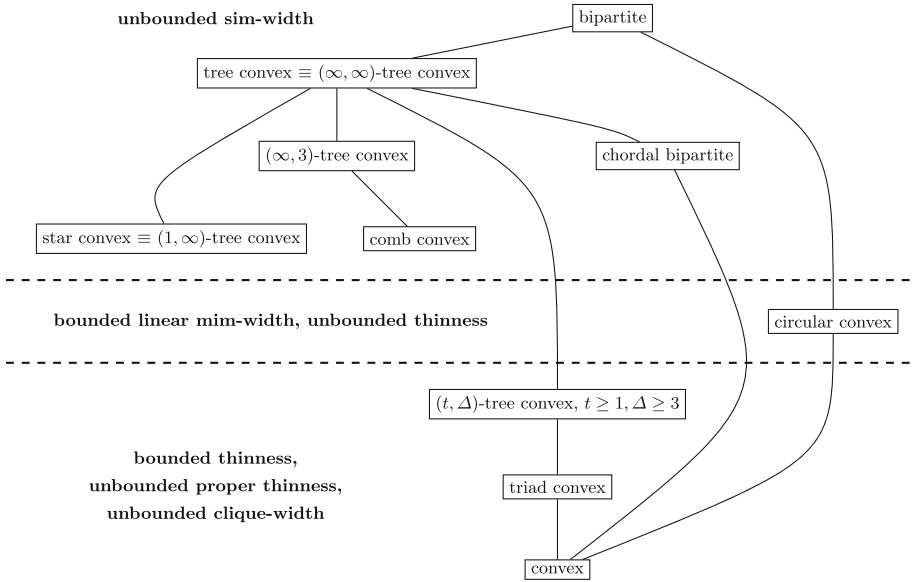 unbounded sim-width
bipartite
tree convex ≡ (∞, ∞)-tree convex
(∞, 3)-tree convex
chordal bipartite
star convex ≡ (1, ∞)-tree convex
comb convex
bounded linear mim-width, unbounded thinness
circular convex
(t, Δ)-tree convex, t ≥ 1, Δ ≥ 3
bounded thinness,
unbounded proper thinness,
unbounded clique-width
triad convex
convex